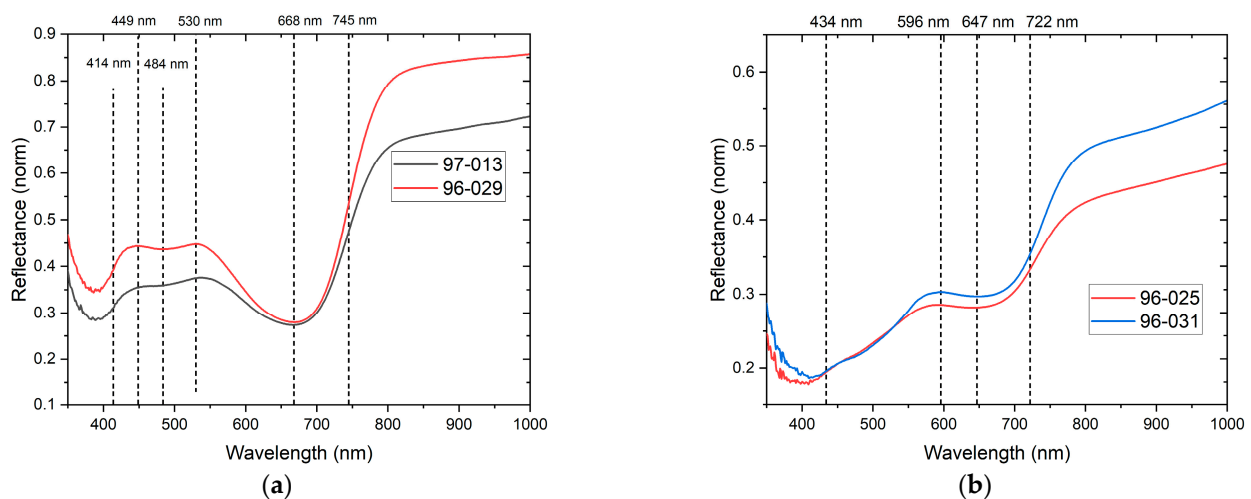 449 nm 530 nm 668 nm 745 nm
414 nm 484 nm
0.9
0.8
0.7
0.6
0.5
0.4
0.3
0.2
0.1
Reflectance (norm)
97-013
96-029
400 500 600 700 800 900 1000
Wavelength (nm)
(a)
434 nm 596 nm 647 nm 722 nm
0.6
0.5
0.4
0.3
0.2
Reflectance (norm)
96-025
96-031
400 500 600 700 800 900 1000
Wavelength (nm)
(b)